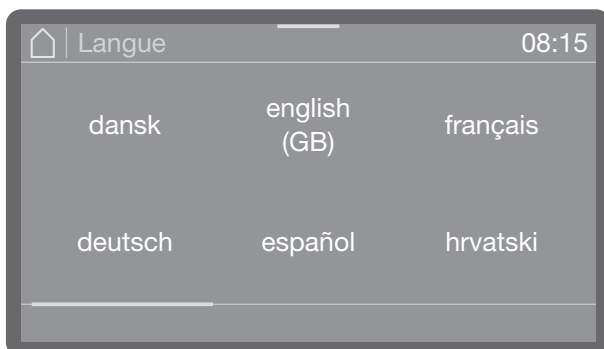 Langue 08:15
dansk
english
(GB)
français
deutsch
español
hrvatski